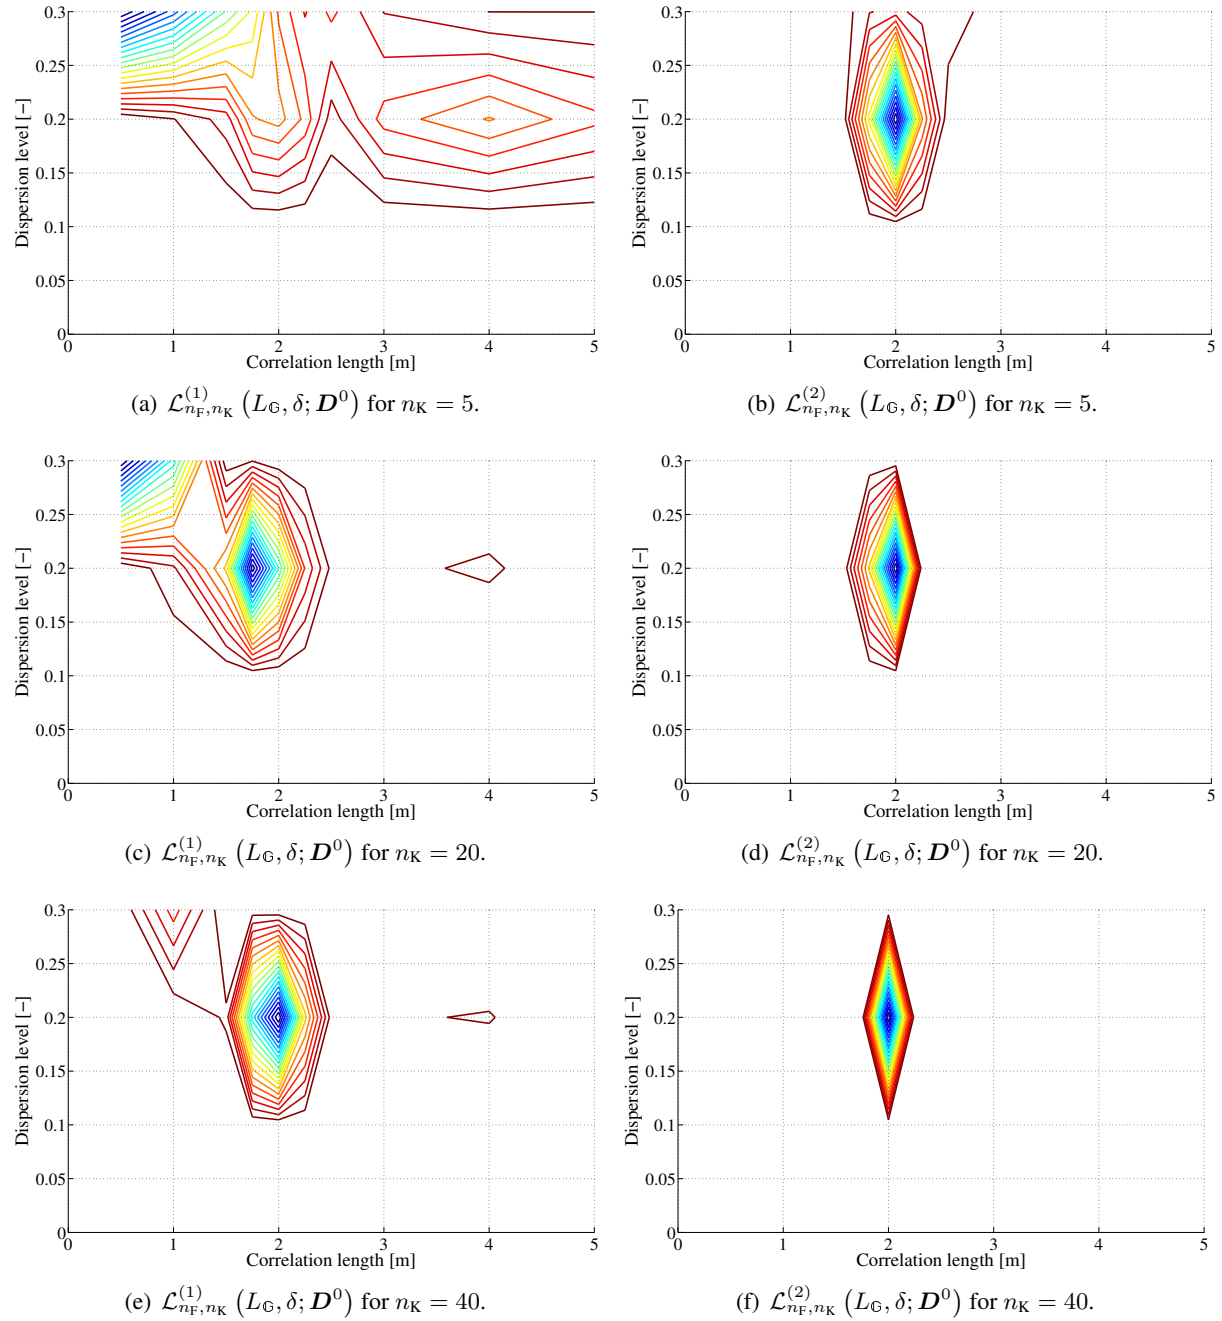 0.3
0.25
0.2
0.15
0.1
0.05
0
0 1 2 3 4 5
Dispersion level [−]
Correlation length [m]
(a) $\mathcal{L}^{(1)}_{n_{\mathrm{F}},n_{\mathrm{K}}}\left(L_{\mathbb{G}},\delta;\boldsymbol{D}^{0}\right)$ for $n_{\mathrm{K}}=5$.
0.3
0.25
0.2
0.15
0.1
0.05
0
0 1 2 3 4 5
Dispersion level [−]
Correlation length [m]
(b) $\mathcal{L}^{(2)}_{n_{\mathrm{F}},n_{\mathrm{K}}}\left(L_{\mathbb{G}},\delta;\boldsymbol{D}^{0}\right)$ for $n_{\mathrm{K}}=5$.
0.3
0.25
0.2
0.15
0.1
0.05
0
0 1 2 3 4 5
Dispersion level [−]
Correlation length [m]
(c) $\mathcal{L}^{(1)}_{n_{\mathrm{F}},n_{\mathrm{K}}}\left(L_{\mathbb{G}},\delta;\boldsymbol{D}^{0}\right)$ for $n_{\mathrm{K}}=20$.
0.3
0.25
0.2
0.15
0.1
0.05
0
0 1 2 3 4 5
Dispersion level [−]
Correlation length [m]
(d) $\mathcal{L}^{(2)}_{n_{\mathrm{F}},n_{\mathrm{K}}}\left(L_{\mathbb{G}},\delta;\boldsymbol{D}^{0}\right)$ for $n_{\mathrm{K}}=20$.
0.3
0.25
0.2
0.15
0.1
0.05
0
0 1 2 3 4 5
Dispersion level [−]
Correlation length [m]
(e) $\mathcal{L}^{(1)}_{n_{\mathrm{F}},n_{\mathrm{K}}}\left(L_{\mathbb{G}},\delta;\boldsymbol{D}^{0}\right)$ for $n_{\mathrm{K}}=40$.
0.3
0.25
0.2
0.15
0.1
0.05
0
0 1 2 3 4 5
Dispersion level [−]
Correlation length [m]
(f) $\mathcal{L}^{(2)}_{n_{\mathrm{F}},n_{\mathrm{K}}}\left(L_{\mathbb{G}},\delta;\boldsymbol{D}^{0}\right)$ for $n_{\mathrm{K}}=40$.